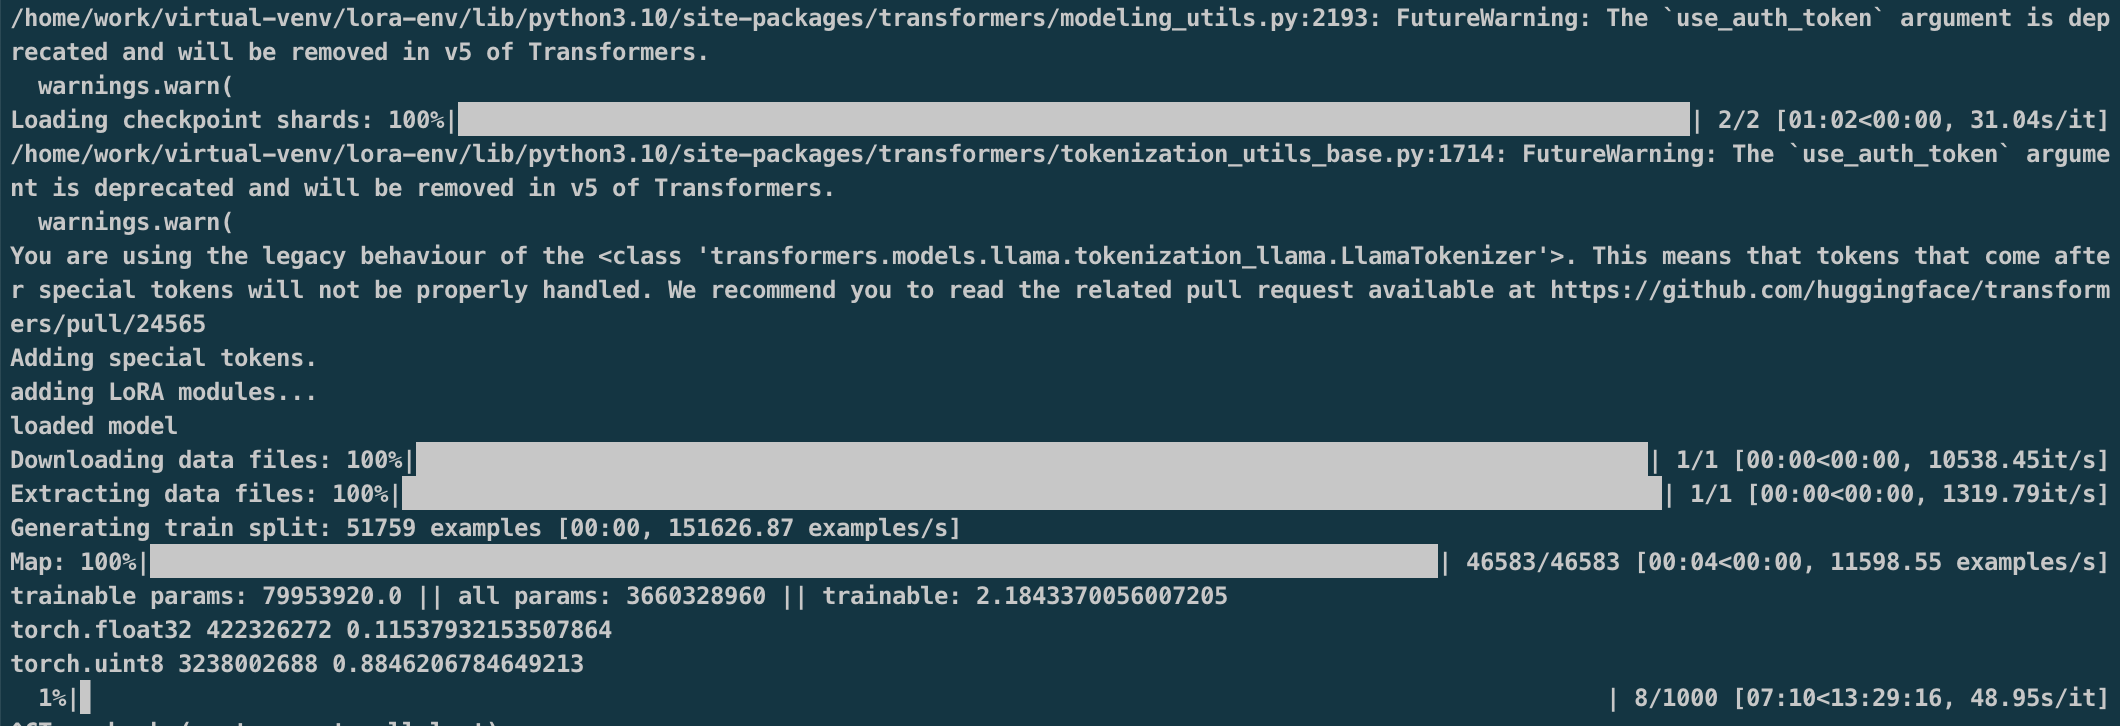 /home/work/virtual-venv/lora-env/lib/python3.10/site-packages/transformers/modeling_utils.py:2193: FutureWarning: The `use_auth_token` argument is dep
recated and will be removed in v5 of Transformers.
  warnings.warn(
Loading checkpoint shards: 100%|| 2/2 [01:02<00:00, 31.04s/it]
/home/work/virtual-venv/lora-env/lib/python3.10/site-packages/transformers/tokenization_utils_base.py:1714: FutureWarning: The `use_auth_token` argume
nt is deprecated and will be removed in v5 of Transformers.
  warnings.warn(
You are using the legacy behaviour of the <class 'transformers.models.llama.tokenization_llama.LlamaTokenizer'>. This means that tokens that come afte
r special tokens will not be properly handled. We recommend you to read the related pull request available at https://github.com/huggingface/transform
ers/pull/24565
Adding special tokens.
adding LoRA modules...
loaded model
Downloading data files: 100%|| 1/1 [00:00<00:00, 10538.45it/s]
Extracting data files: 100%|| 1/1 [00:00<00:00, 1319.79it/s]
Generating train split: 51759 examples [00:00, 151626.87 examples/s]
Map: 100%|| 46583/46583 [00:04<00:00, 11598.55 examples/s]
trainable params: 79953920.0 || all params: 3660328960 || trainable: 2.1843370056007205
torch.float32 422326272 0.11537932153507864
torch.uint8 3238002688 0.8846206784649213
  1%|| 8/1000 [07:10<13:29:16, 48.95s/it]